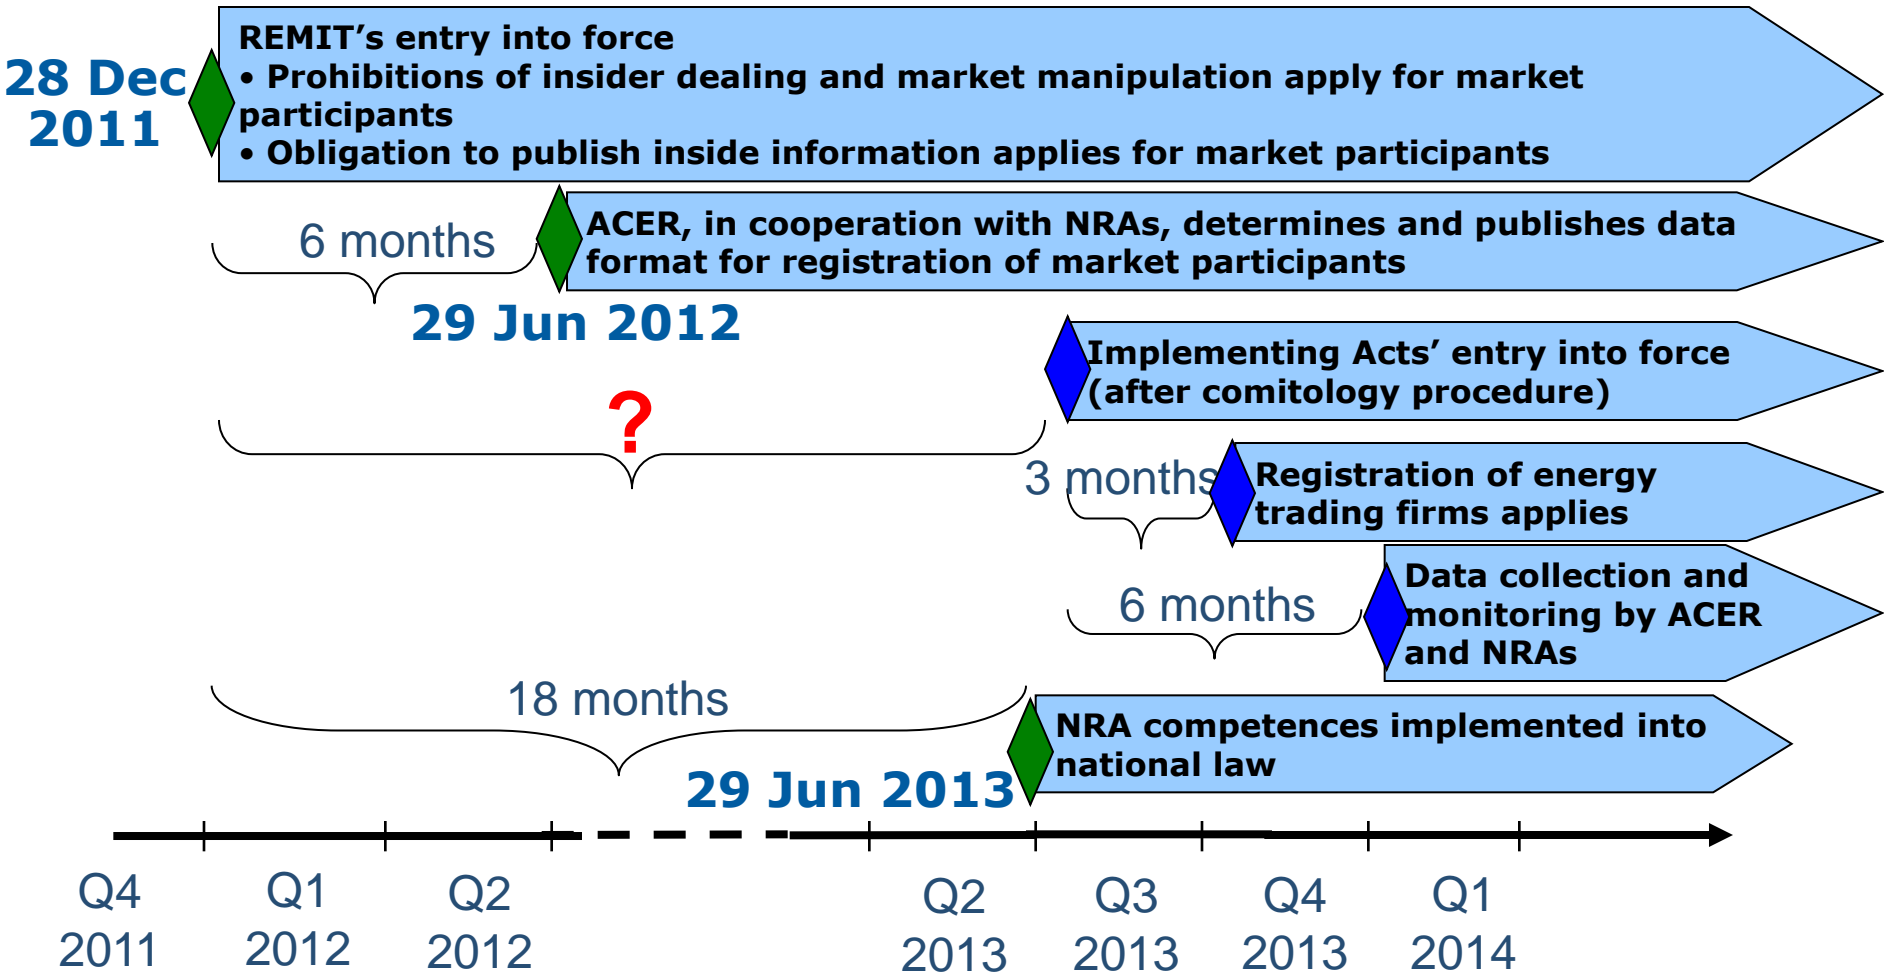 REMIT’s entry into force
28 Dec
2011
• Prohibitions of insider dealing and market manipulation apply for market
participants
• Obligation to publish inside information applies for market participants
6 months
ACER, in cooperation with NRAs, determines and publishes data
format for registration of market participants
29 Jun 2012
Implementing Acts’ entry into force
(after comitology procedure)
?
3 months
Registration of energy
trading firms applies
6 months
Data collection and
monitoring by ACER
and NRAs
18 months
NRA competences implemented into
national law
29 Jun 2013
Q4
2011
Q1
2012
Q2
2012
Q2
2013
Q3
2013
Q4
2013
Q1
2014